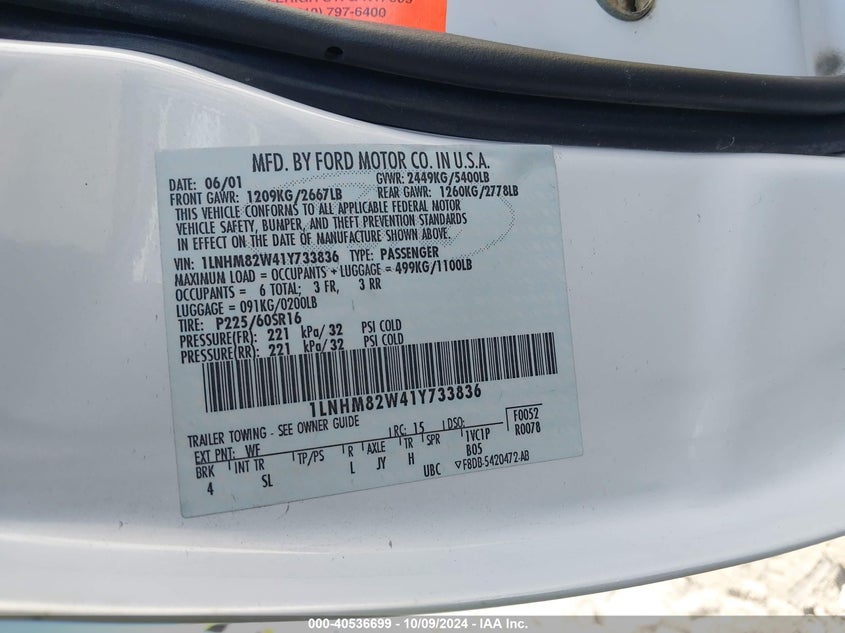 797-6400
MFD. BY FORD MOTOR CO. IN U.S.A.
DATE: 06/01 GVWR: 2449KG/5400LB
FRONT GAWR: 1209KG/2667LB REAR GAWR: 1260KG/2778LB
THIS VEHICLE CONFORMS TO ALL APPLICABLE FEDERAL MOTOR
VEHICLE SAFETY, BUMPER, AND THEFT PREVENTION STANDARDS
IN EFFECT ON THE DATE OF MANUFACTURE SHOWN ABOVE.
VIN: 1LNHM82W41Y733836 TYPE: PASSENGER
MAXIMUM LOAD = OCCUPANTS + LUGGAGE = 499KG/1100LB
OCCUPANTS = 6 TOTAL; 3 FR, 3 RR
LUGGAGE = 091KG/0200LB
TIRE: P225/60SR16
PRESSURE(FR): 221 kPa/ 32 PSI COLD
PRESSURE(RR): 221 kPa/ 32 PSI COLD
1LNHM82W41Y733836
TRAILER TOWING - SEE OWNER GUIDE
EXT PNT: WF RC: 15 DSO: F0052
BRK INT TR TP/PS R AXLE TR SPR 1VC1P R0078
4 SL L JY H B05
UBC ▽F8DB-5420472-AB
000-40536699 - 10/09/2024 - IAA Inc.